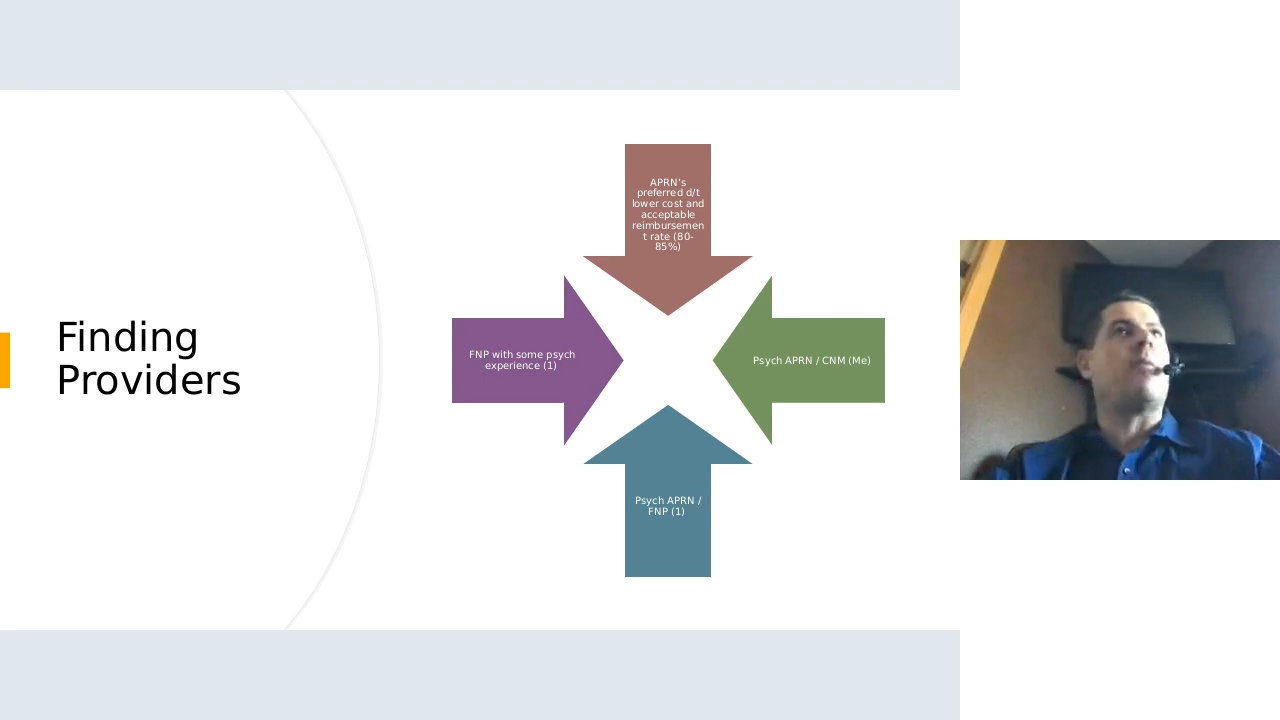 Finding
Providers
APRN's
preferred d/t
lower cost and
acceptable
reimbursemen
t rate (80-
85%)
FNP with some psych
experience (1)
Psych APRN / CNM (Me)
Psych APRN /
FNP (1)